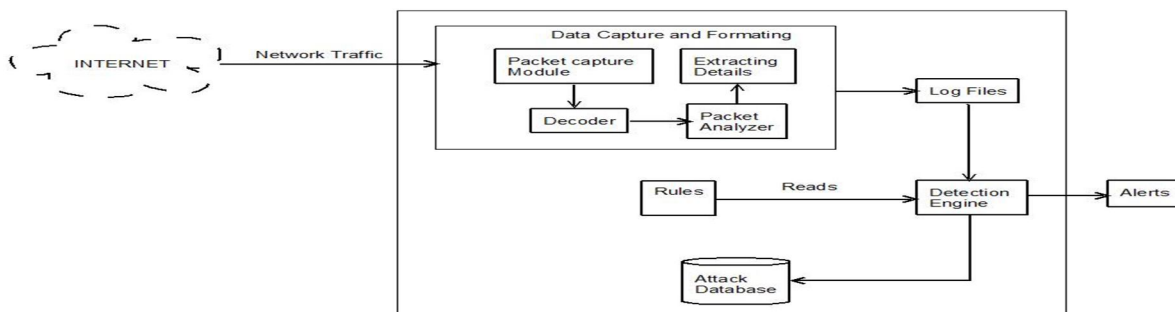 Data Capture and Formating
INTERNET
Network Traffic
Packet capture
Module
Extracting
Details
Decoder
Packet
Analyzer
Log Files
Rules
Reads
Detection
Engine
Alerts
Attack
Database